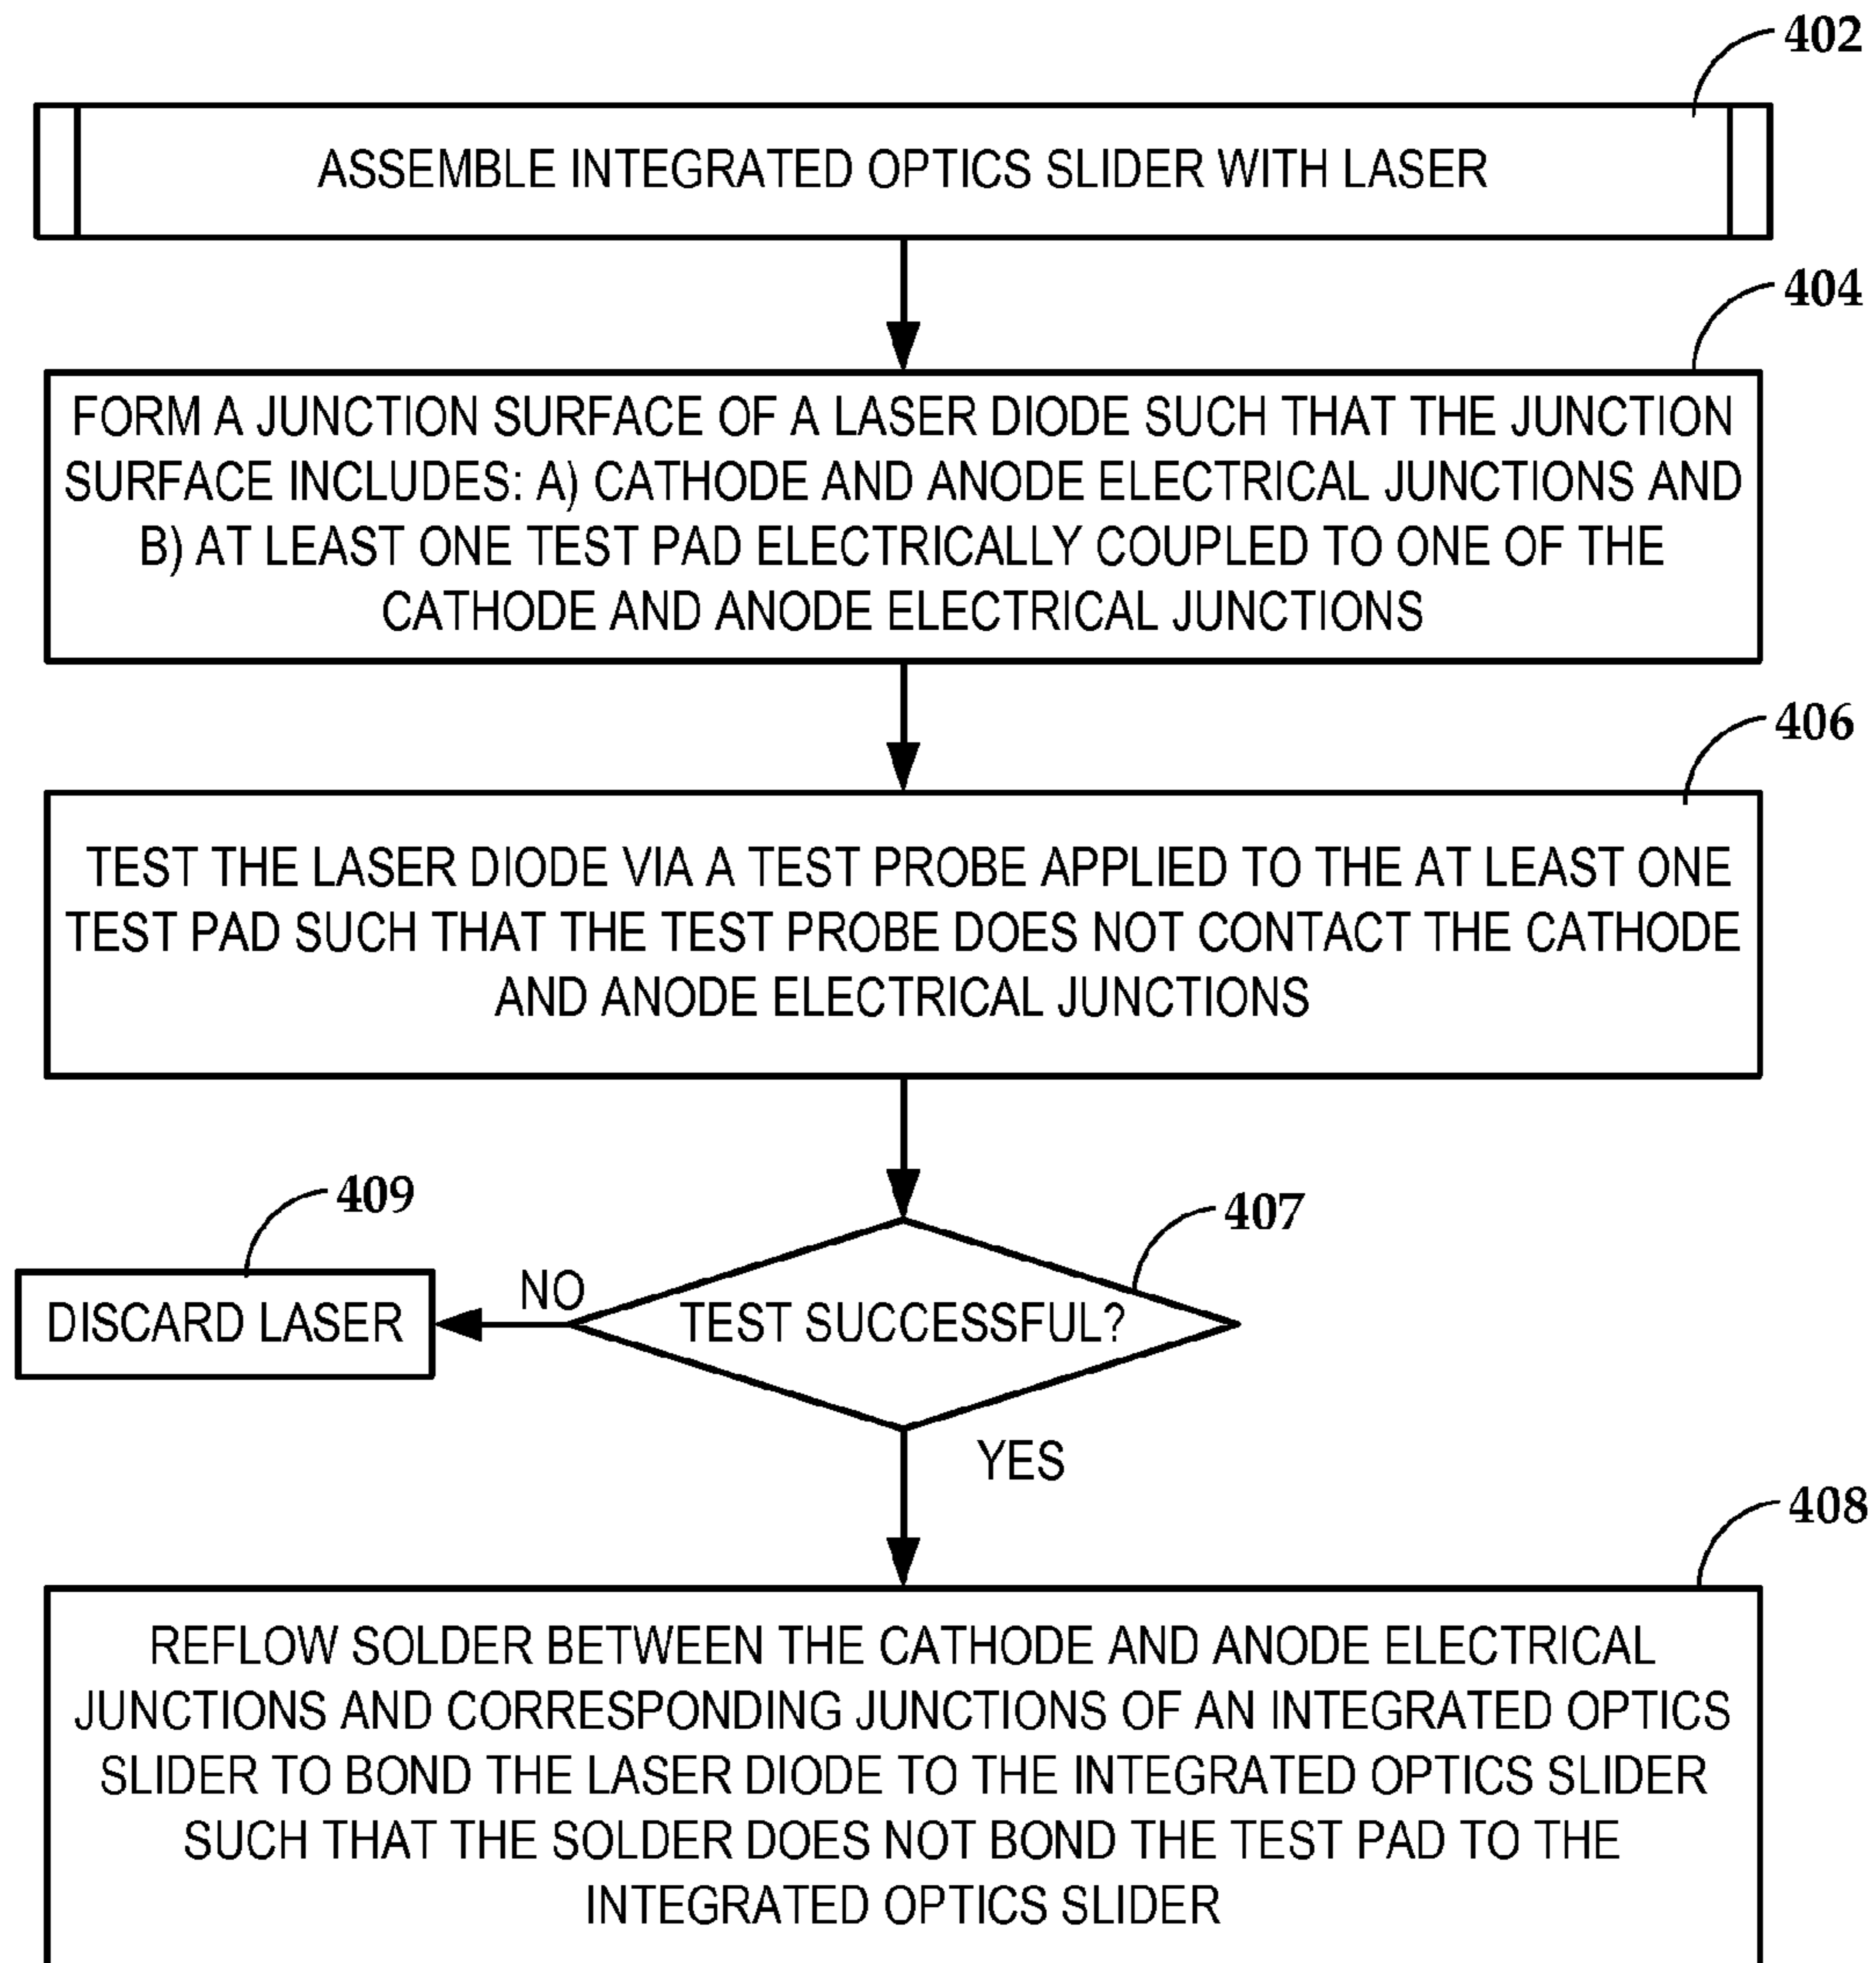 402
ASSEMBLE INTEGRATED OPTICS SLIDER WITH LASER
404
FORM A JUNCTION SURFACE OF A LASER DIODE SUCH THAT THE JUNCTION
SURFACE INCLUDES: A) CATHODE AND ANODE ELECTRICAL JUNCTIONS AND
B) AT LEAST ONE TEST PAD ELECTRICALLY COUPLED TO ONE OF THE
CATHODE AND ANODE ELECTRICAL JUNCTIONS
406
TEST THE LASER DIODE VIA A TEST PROBE APPLIED TO THE AT LEAST ONE
TEST PAD SUCH THAT THE TEST PROBE DOES NOT CONTACT THE CATHODE
AND ANODE ELECTRICAL JUNCTIONS
409
407
NO
DISCARD LASER
TEST SUCCESSFUL?
YES
408
REFLOW SOLDER BETWEEN THE CATHODE AND ANODE ELECTRICAL
JUNCTIONS AND CORRESPONDING JUNCTIONS OF AN INTEGRATED OPTICS
SLIDER TO BOND THE LASER DIODE TO THE INTEGRATED OPTICS SLIDER
SUCH THAT THE SOLDER DOES NOT BOND THE TEST PAD TO THE
INTEGRATED OPTICS SLIDER